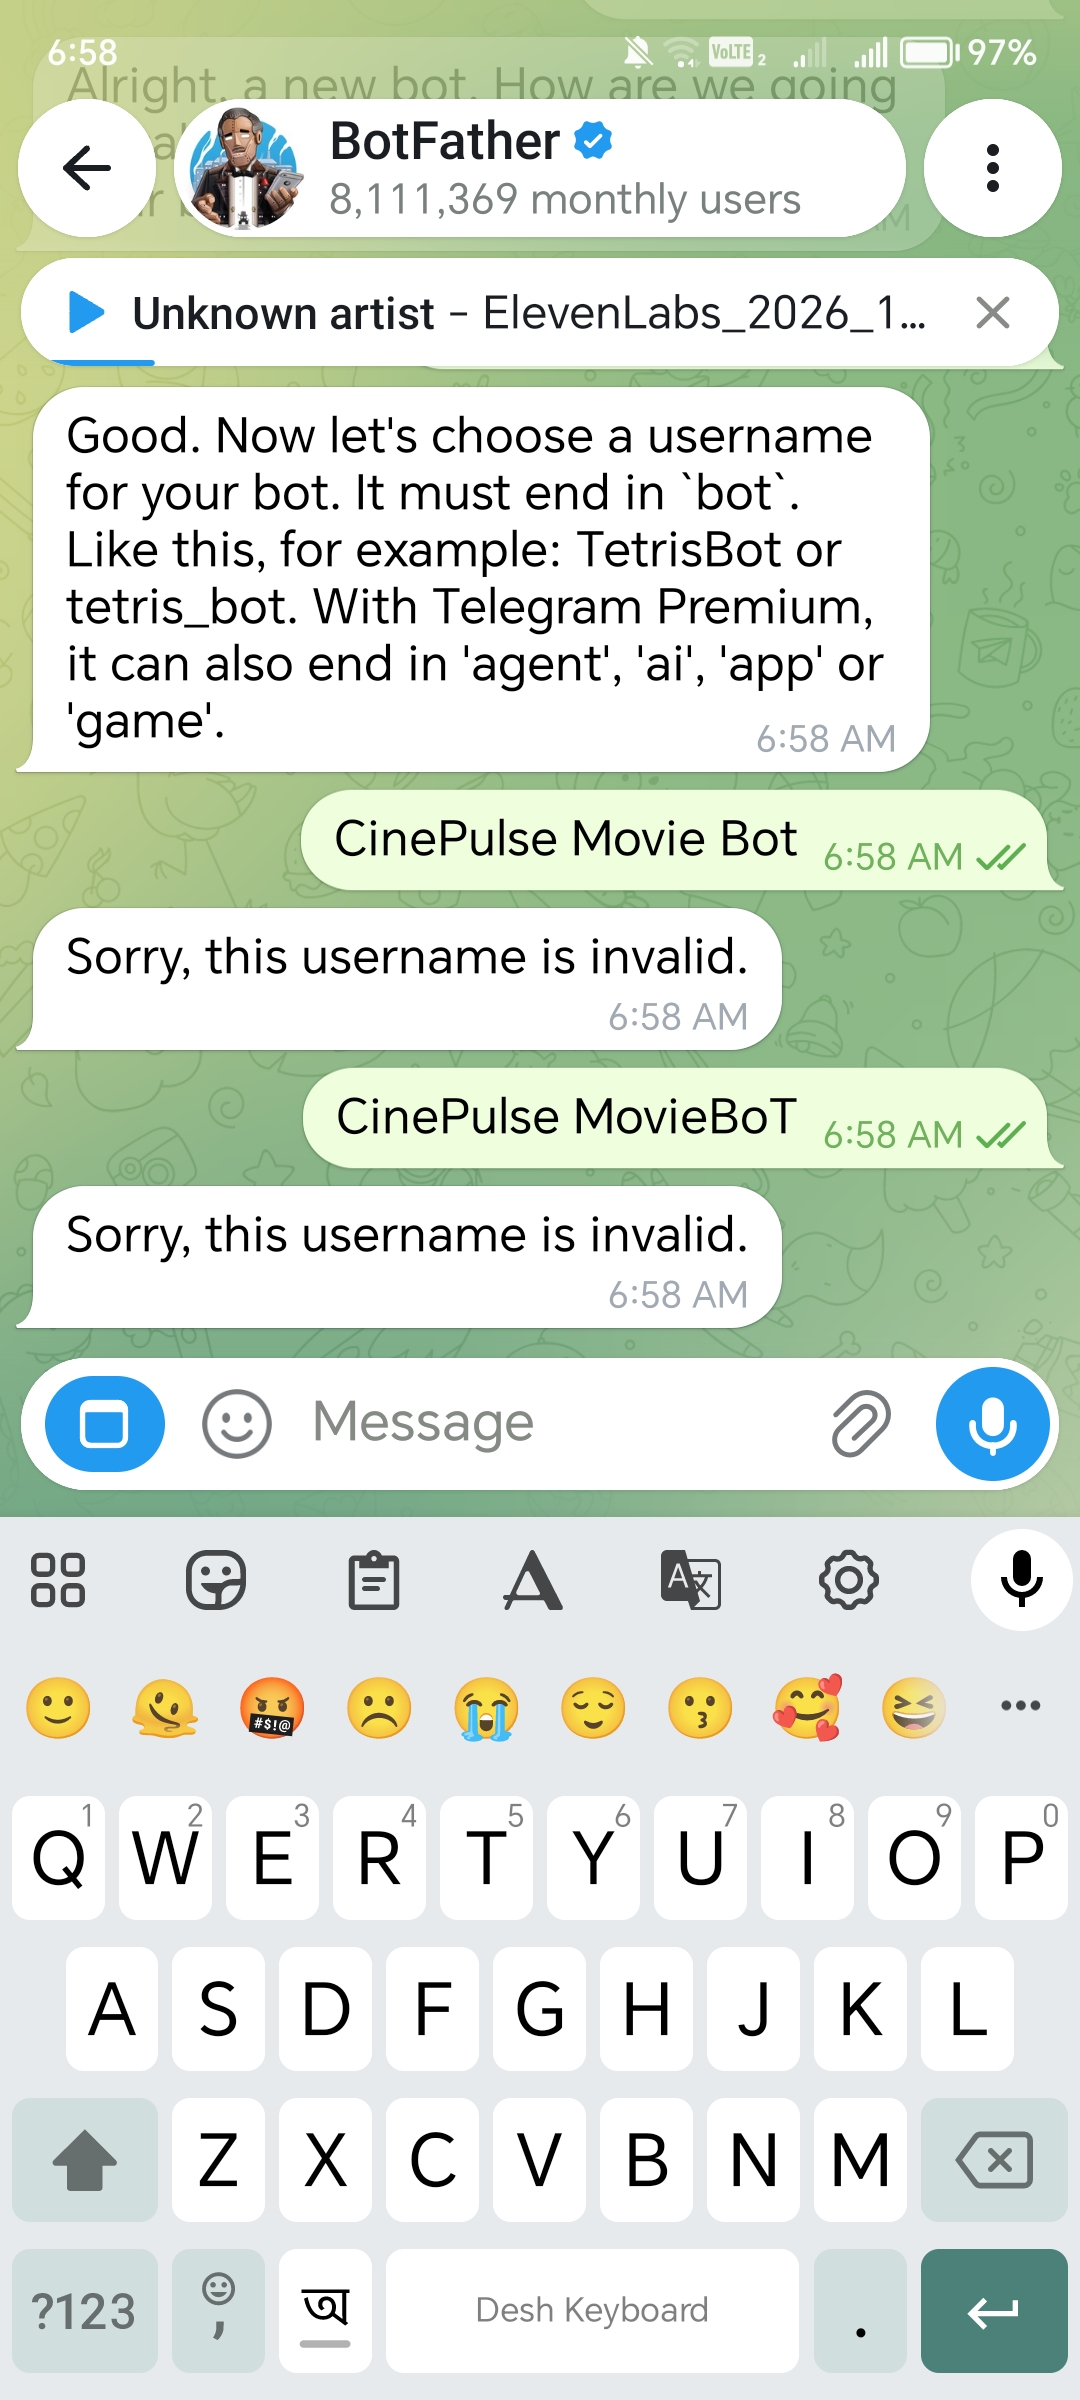 6:58
VoLTE 2
97%
Alright, a new bot. How are we going
BotFather
8,111,369 monthly users
Unknown artist – ElevenLabs_2026_1...
Good. Now let's choose a username
for your bot. It must end in `bot`.
Like this, for example: TetrisBot or
tetris_bot. With Telegram Premium,
it can also end in 'agent', 'ai', 'app' or
'game'.
6:58 AM
CinePulse Movie Bot 6:58 AM
Sorry, this username is invalid.
6:58 AM
CinePulse MovieBoT 6:58 AM
Sorry, this username is invalid.
6:58 AM
Message
A
A 文
#$!@
1 2 3 4 5 6 7 8 9 0
Q W E R T Y U I O P
A S D F G H J K L
Z X C V B N M
?123 , অ Desh Keyboard .